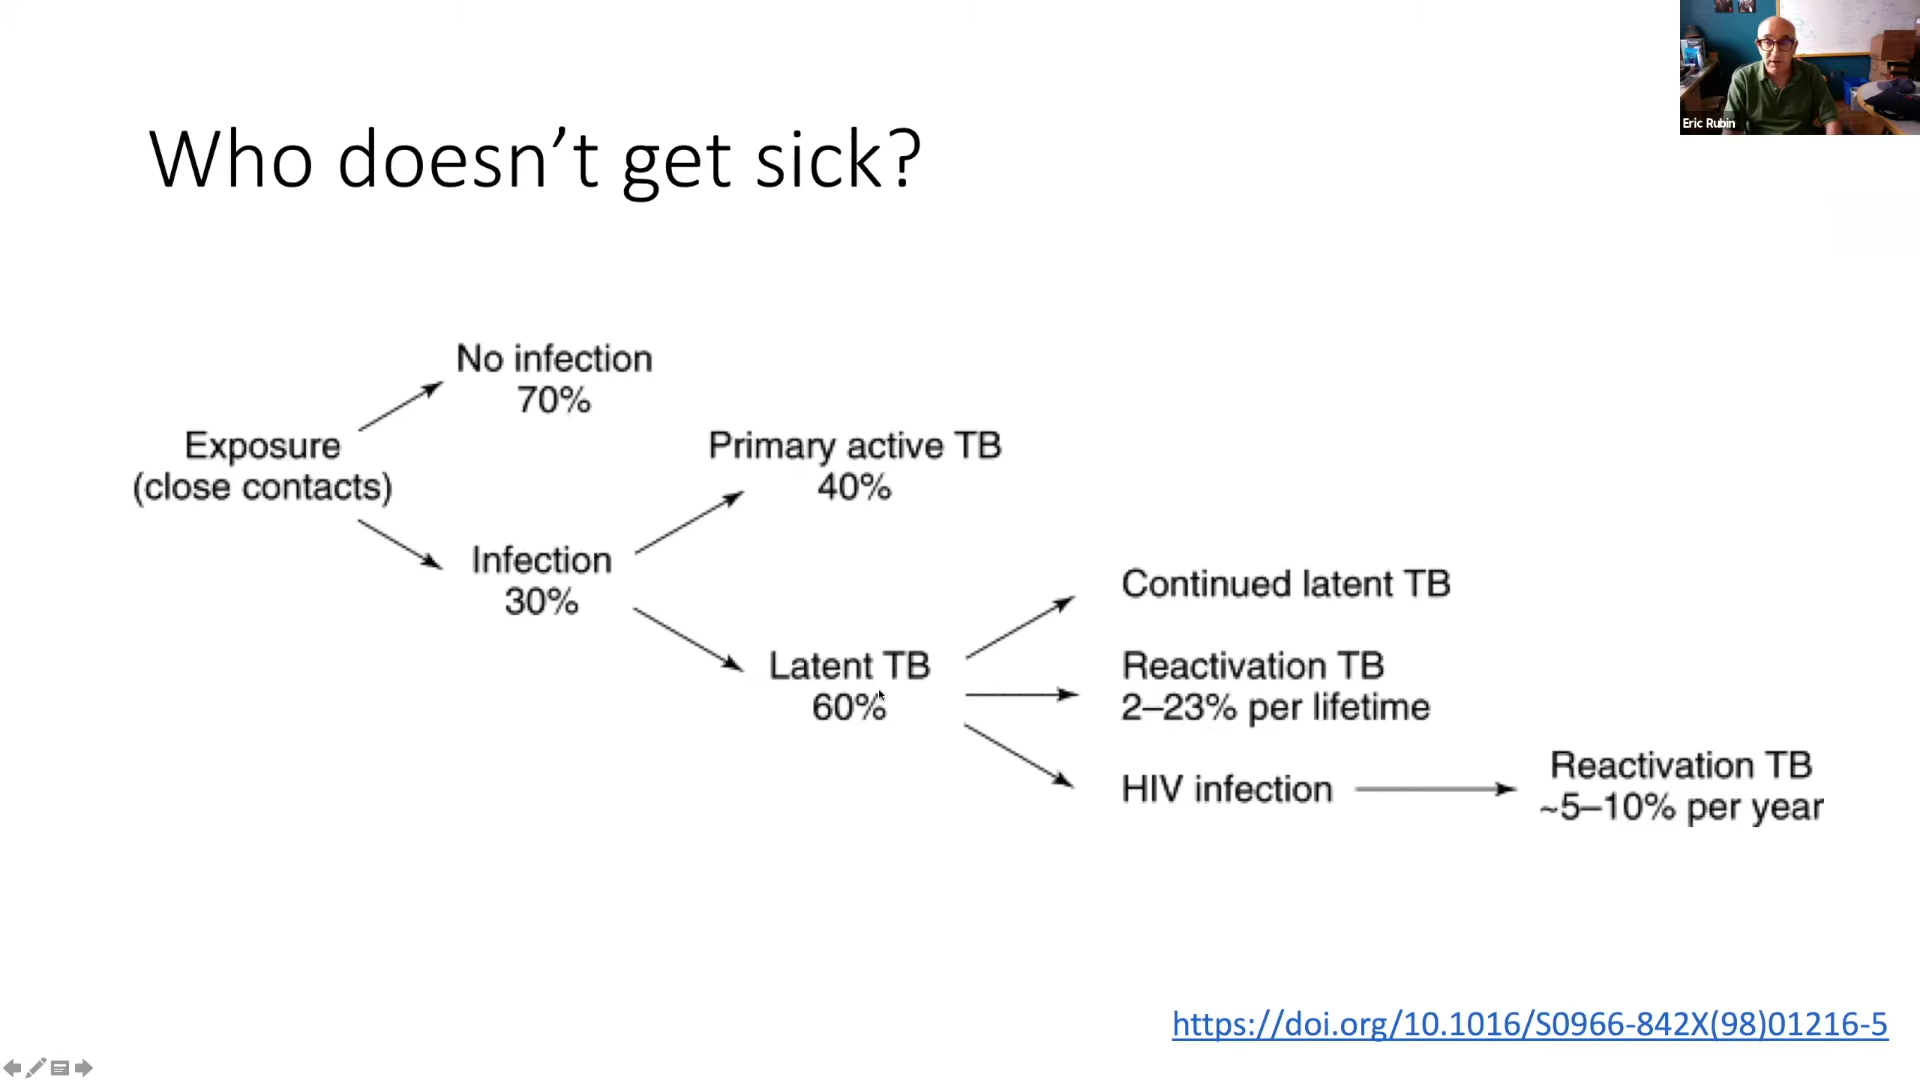 Eric Rubin
Who doesn’t get sick?
No infection
70%
Exposure
(close contacts)
Primary active TB
40%
Infection
30%
Continued latent TB
Latent TB
60%
Reactivation TB
2–23% per lifetime
HIV infection
Reactivation TB
~5–10% per year
https://doi.org/10.1016/S0966-842X(98)01216-5